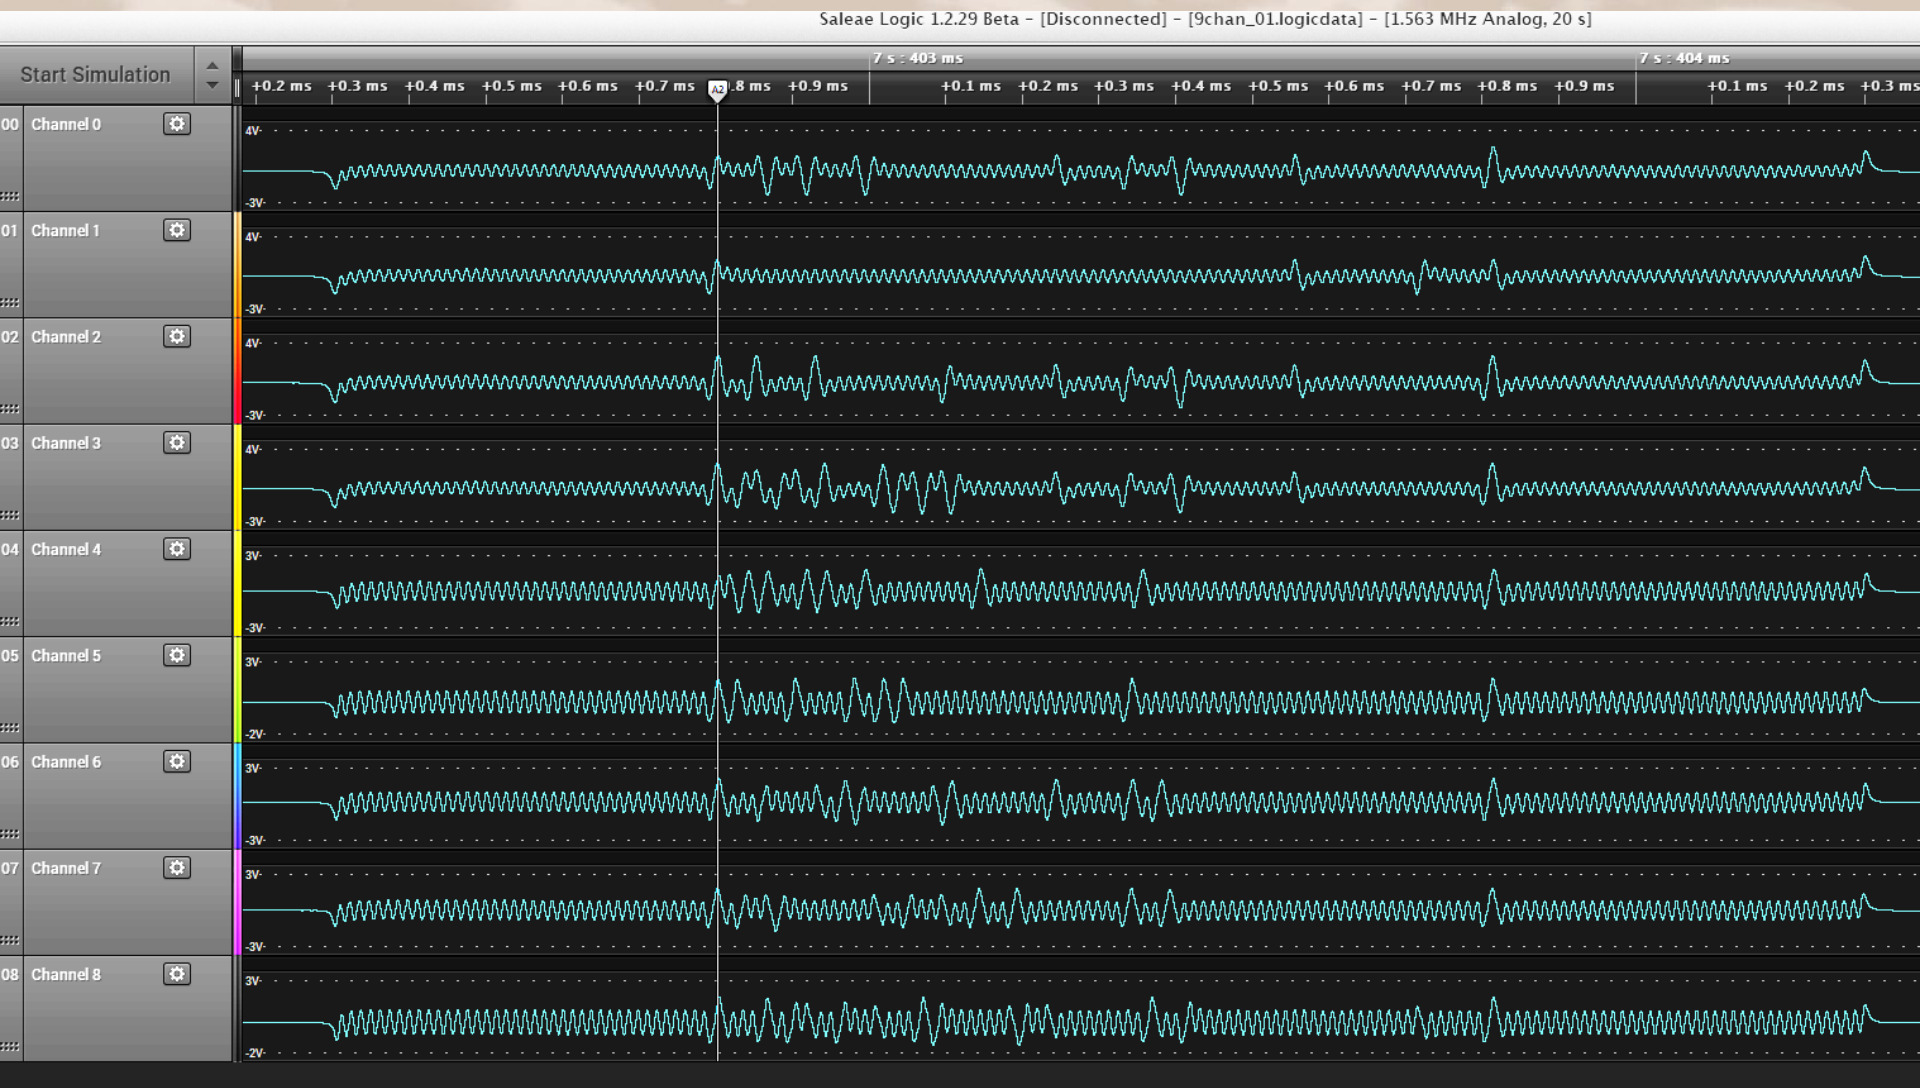 Saleae Logic 1.2.29 Beta - [Disconnected] - [9chan_01.logicdata] - [1.563 MHz Analog, 20 s]
Start Simulation
7 s : 403 ms
7 s : 404 ms
+0.2 ms +0.3 ms +0.4 ms +0.5 ms +0.6 ms +0.7 ms A2 .8 ms +0.9 ms +0.1 ms +0.2 ms +0.3 ms +0.4 ms +0.5 ms +0.6 ms +0.7 ms +0.8 ms +0.9 ms +0.1 ms +0.2 ms +0.3 ms
00 Channel 0
4V
-3V
01 Channel 1
4V
-3V
02 Channel 2
4V
-3V
03 Channel 3
4V
-3V
04 Channel 4
3V
-3V
05 Channel 5
3V
-2V
06 Channel 6
3V
-3V
07 Channel 7
3V
-3V
08 Channel 8
3V
-2V